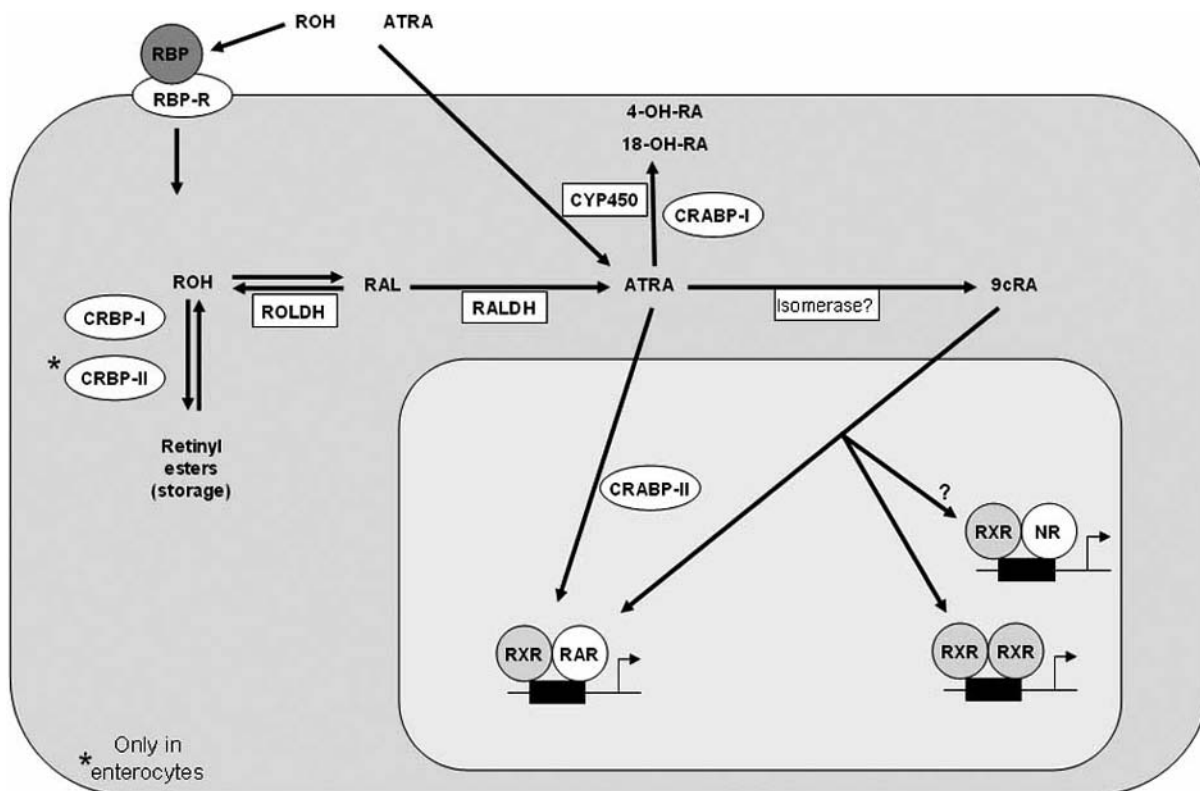 ROH ATRA
RBP
RBP-R
4-OH-RA
18-OH-RA
CYP450
CRABP-I
ROH
RAL
ATRA
9cRA
ROLDH
RALDH
Isomerase?
CRBP-I
* CRBP-II
Retinyl
esters
(storage)
CRABP-II
?
RXR NR
RXR RAR
RXR RXR
* Only in
enterocytes